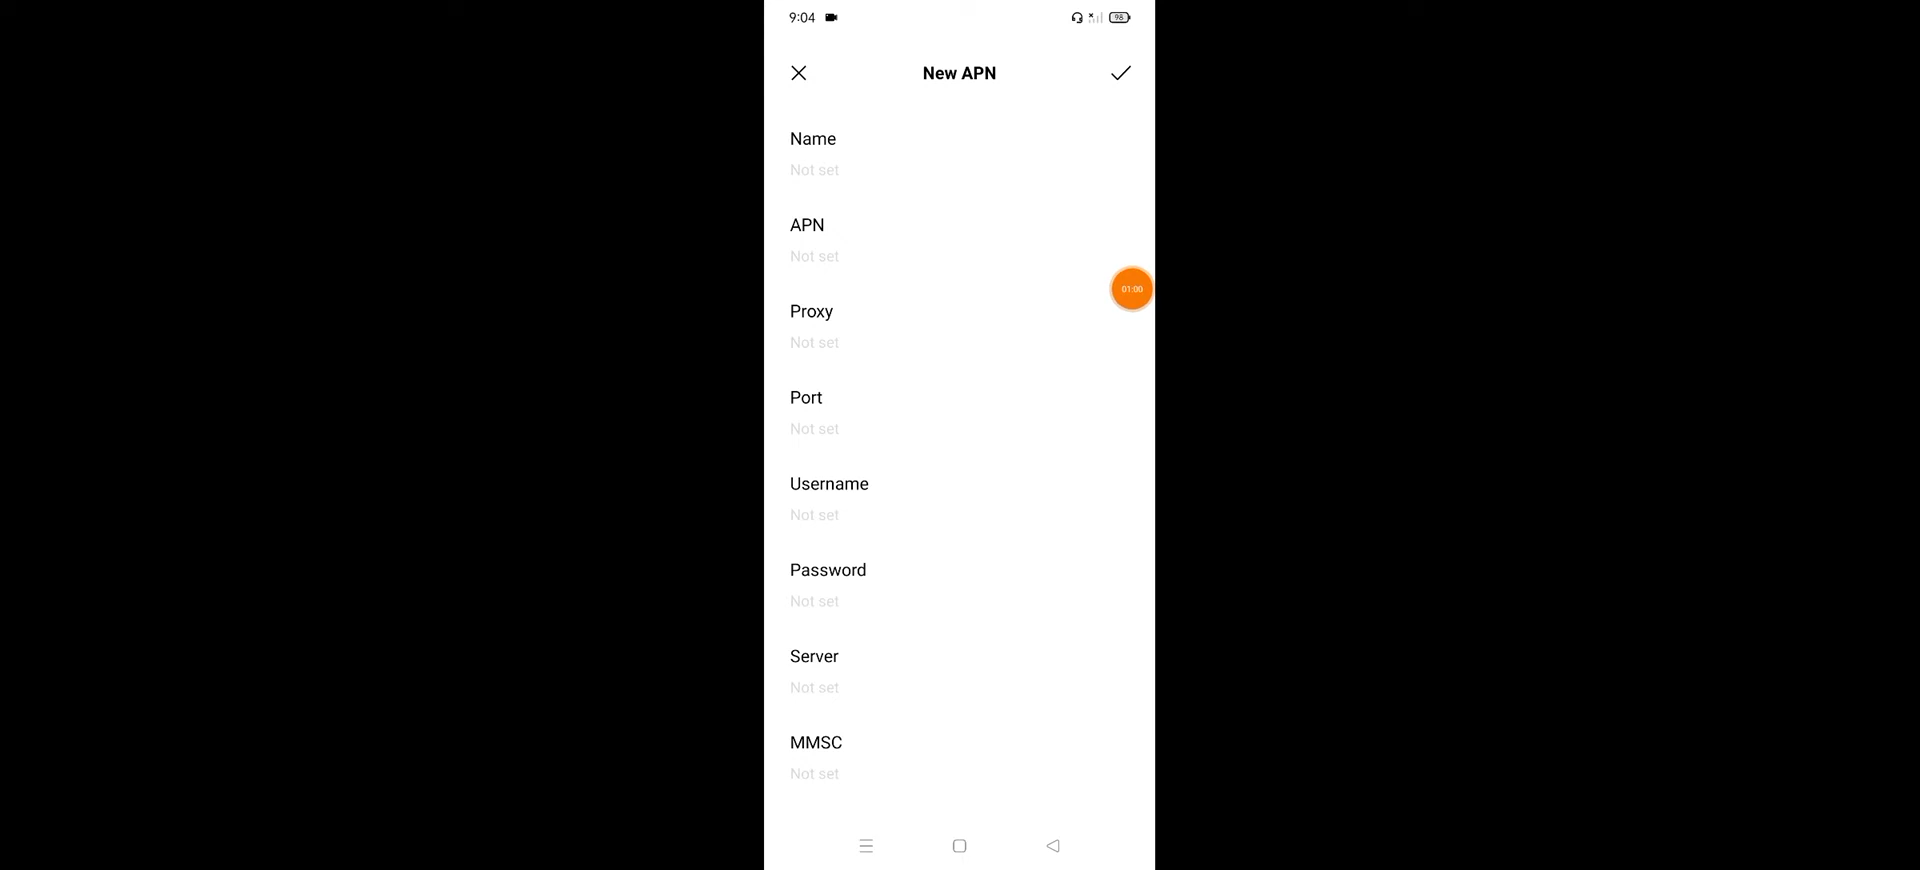 9:04
98
New APN
Name
Not set
APN
Not set
01:00
Proxy
Not set
Port
Not set
Username
Not set
Password
Not set
Server
Not set
MMSC
Not set